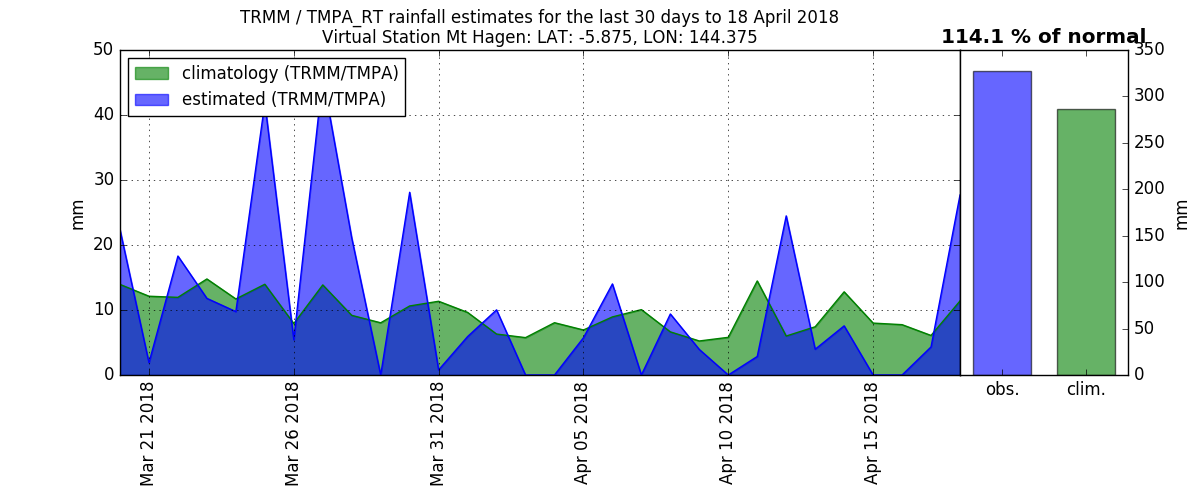 TRMM / TMPA_RT rainfall estimates for the last 30 days to 18 April 2018
Virtual Station Mt Hagen: LAT: -5.875, LON: 144.375
114.1 % of normal
climatology (TRMM/TMPA)
estimated (TRMM/TMPA)
mm
50
40
30
20
10
0
Mar 21 2018
Mar 26 2018
Mar 31 2018
Apr 05 2018
Apr 10 2018
Apr 15 2018
obs.
clim.
350
300
250
200
150
100
50
0
mm